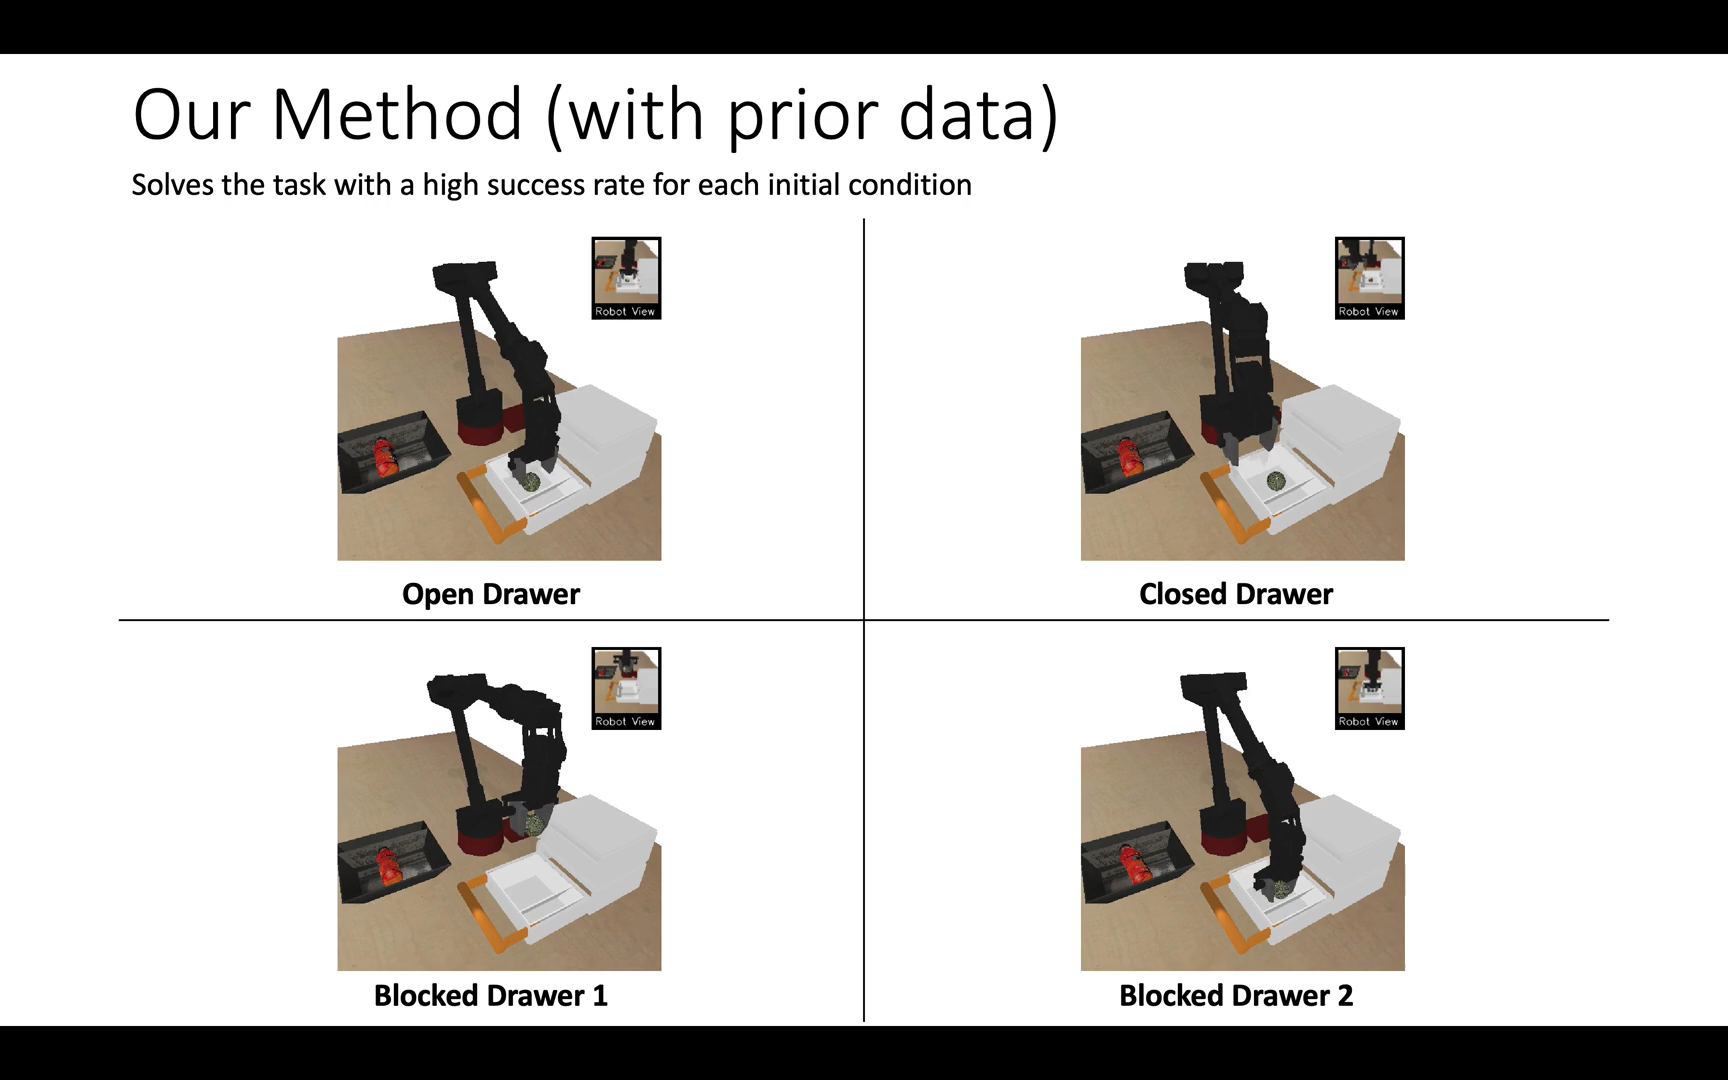 Our Method (with prior data)
Solves the task with a high success rate for each initial condition
Robot View
Robot View
Open Drawer
Closed Drawer
Robot View
Robot View
Blocked Drawer 1
Blocked Drawer 2